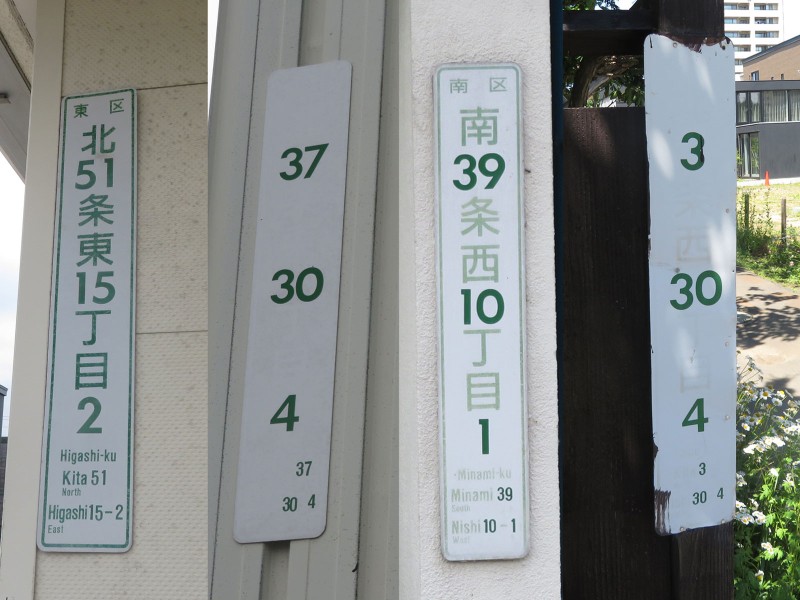 東区
北
51
条
東
15
丁
目
2
Higashi-ku
Kita 51
North
Higashi 15-2
East
37
30
4
37
30 4
南区
南
39
条
西
10
丁
目
1
Minami-ku
Minami 39
South
Nishi 10-1
West
3
条
西
30
4
3
30 4